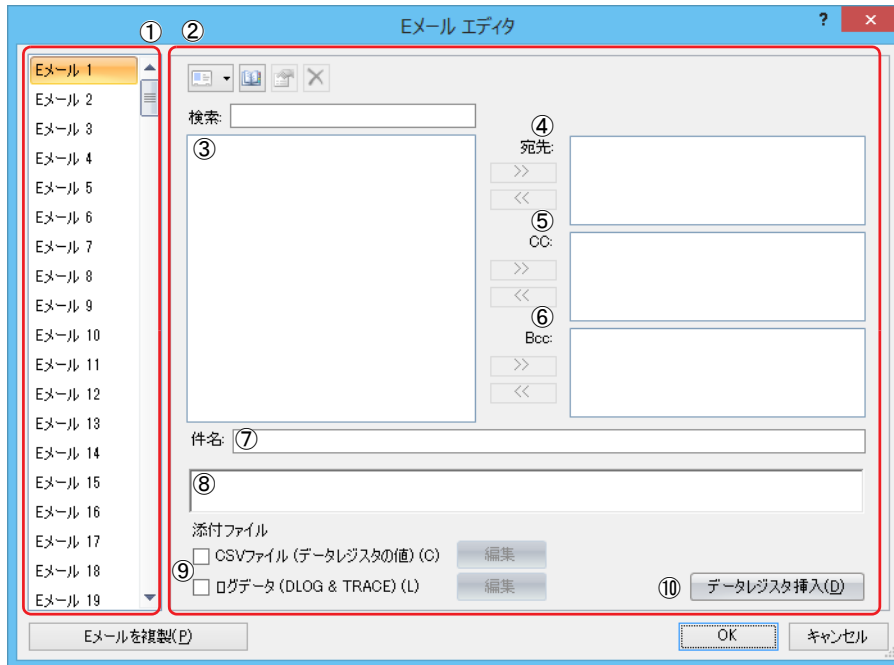 Eメール エディタ
?
×
①
②
Eメール 1
Eメール 2
Eメール 3
Eメール 4
Eメール 5
Eメール 6
Eメール 7
Eメール 8
Eメール 9
Eメール 10
Eメール 11
Eメール 12
Eメール 13
Eメール 14
Eメール 15
Eメール 16
Eメール 17
Eメール 18
Eメール 19
検索:
③
④
宛先:
>>
<<
⑤
CC:
>>
<<
⑥
Bcc:
>>
<<
件名: ⑦
⑧
添付ファイル
⑨
CSVファイル (データレジスタの値) (C) 編集
ログデータ (DLOG & TRACE) (L) 編集
⑩ データレジスタ挿入(D)
Eメールを複製(P)
OK
キャンセル